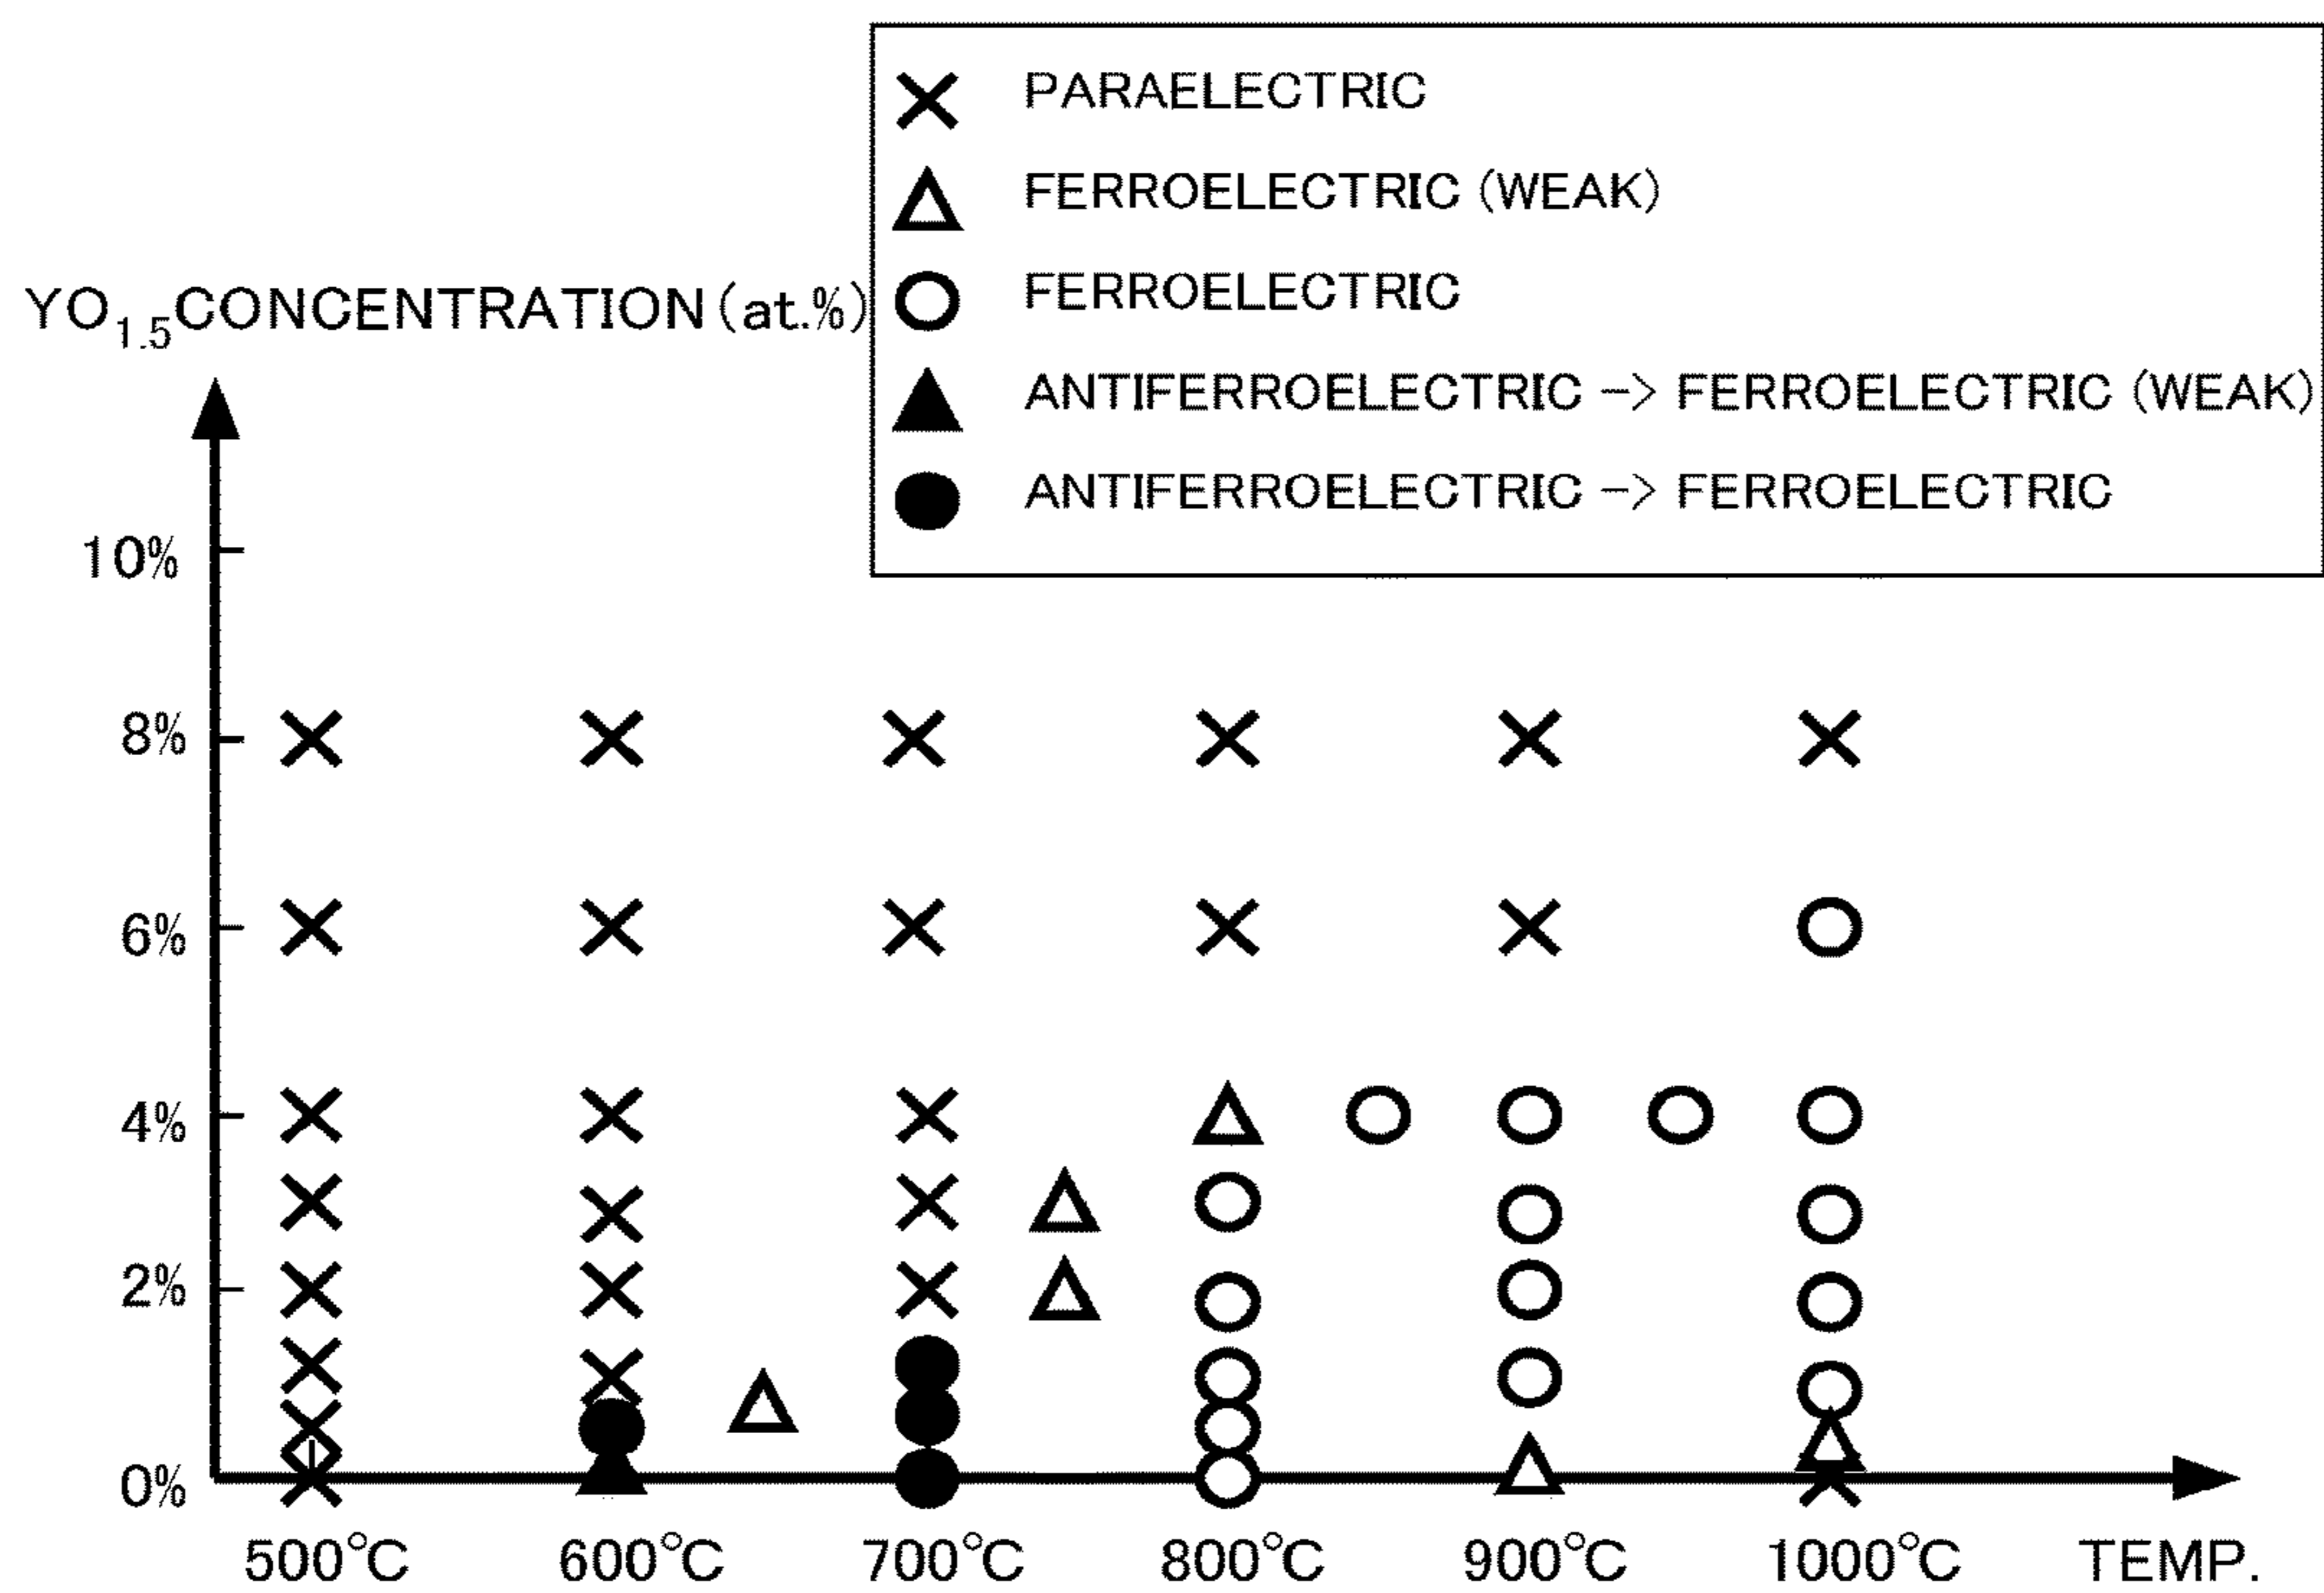 PARAELECTRIC
FERROELECTRIC (WEAK)
FERROELECTRIC
ANTIFERROELECTRIC -> FERROELECTRIC (WEAK)
ANTIFERROELECTRIC -> FERROELECTRIC
YO1.5CONCENTRATION(at.%)
10%
8%
6%
4%
2%
0%
500°C 600°C 700°C 800°C 900°C 1000°C TEMP.